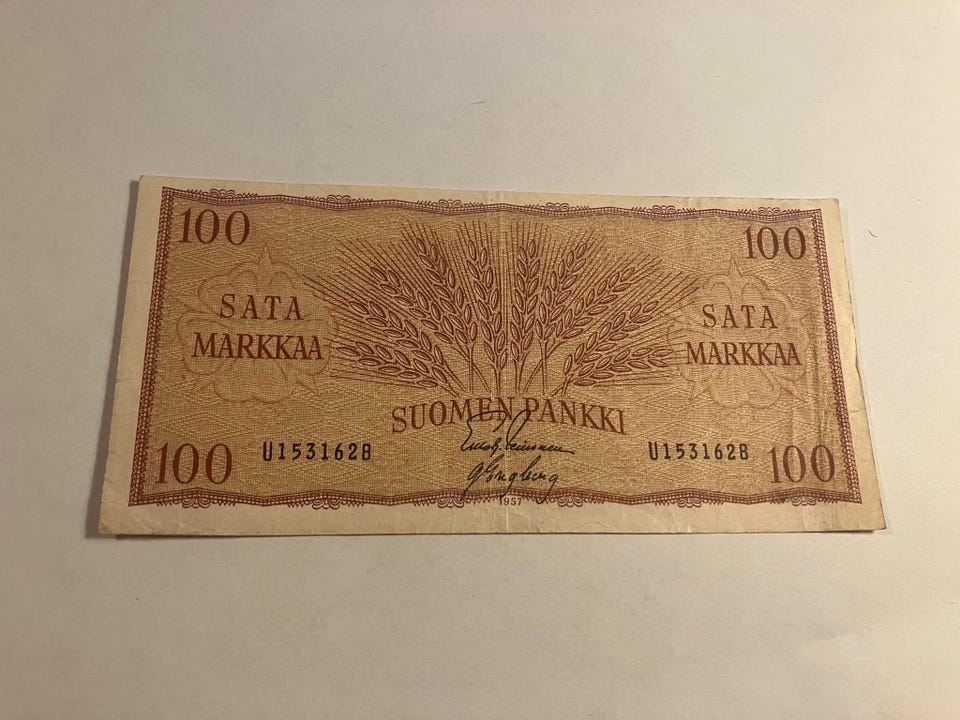 100 100
SATA MARKKAA
SATA MARKKAA
SUOMEN PANKKI
U1531628 U1531628
100 100
1957